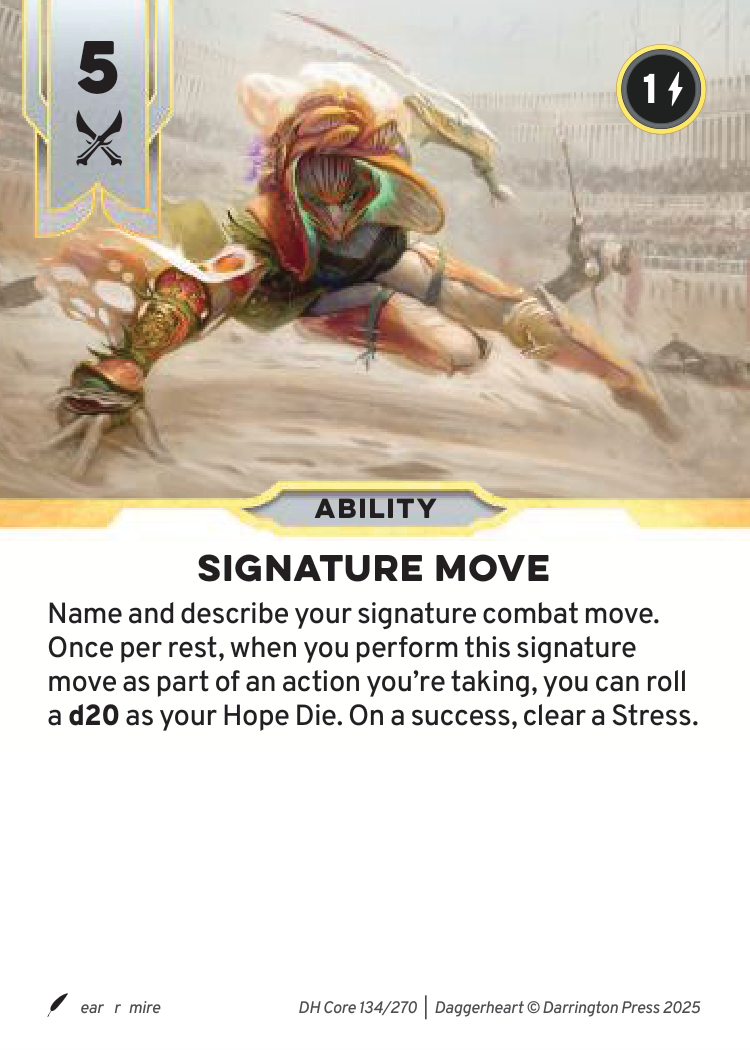 5
1
ABILITY
SIGNATURE MOVE
Name and describe your signature combat move.
Once per rest, when you perform this signature
move as part of an action you’re taking, you can roll
a d20 as your Hope Die. On a success, clear a Stress.
ear r mire
DH Core 134/270 | Daggerheart © Darrington Press 2025